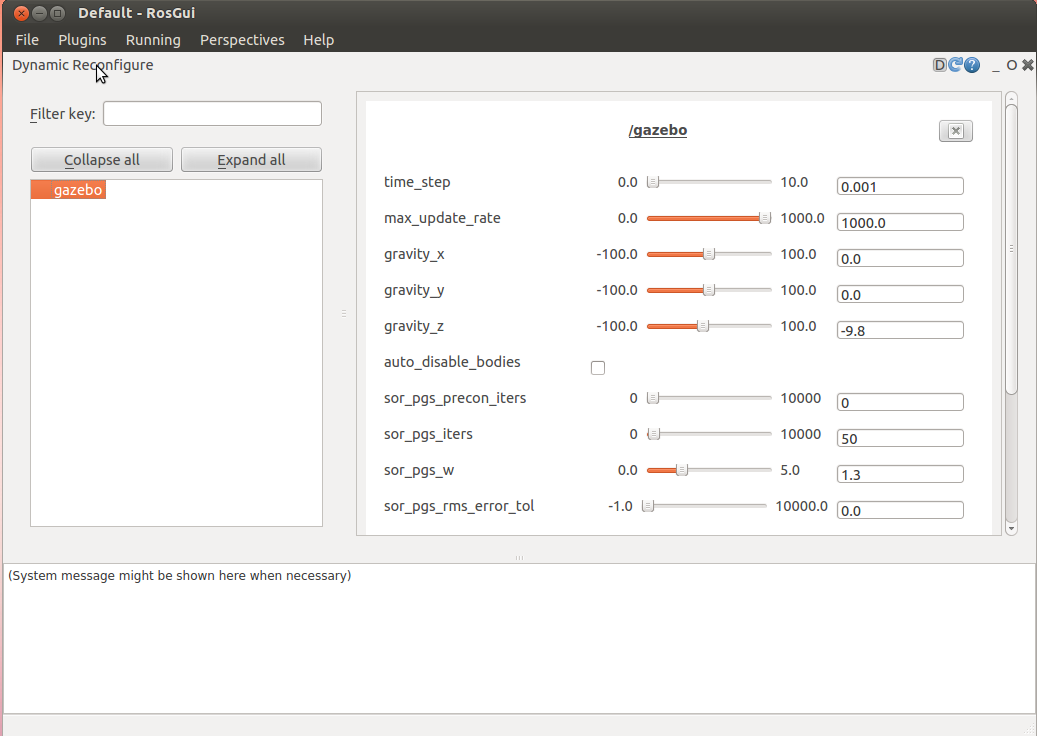 Default - RosGui
File Plugins Running Perspectives Help
Dynamic Reconfigure D ? _ O
Filter key:
Collapse all Expand all
gazebo
/gazebo
time_step 0.0 10.0 0.001
max_update_rate 0.0 1000.0 1000.0
gravity_x -100.0 100.0 0.0
gravity_y -100.0 100.0 0.0
gravity_z -100.0 100.0 -9.8
auto_disable_bodies
sor_pgs_precon_iters 0 10000 0
sor_pgs_iters 0 10000 50
sor_pgs_w 0.0 5.0 1.3
sor_pgs_rms_error_tol -1.0 10000.0 0.0
(System message might be shown here when necessary)